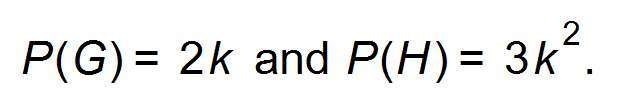 P(G) = 2k and P(H) = 3k².